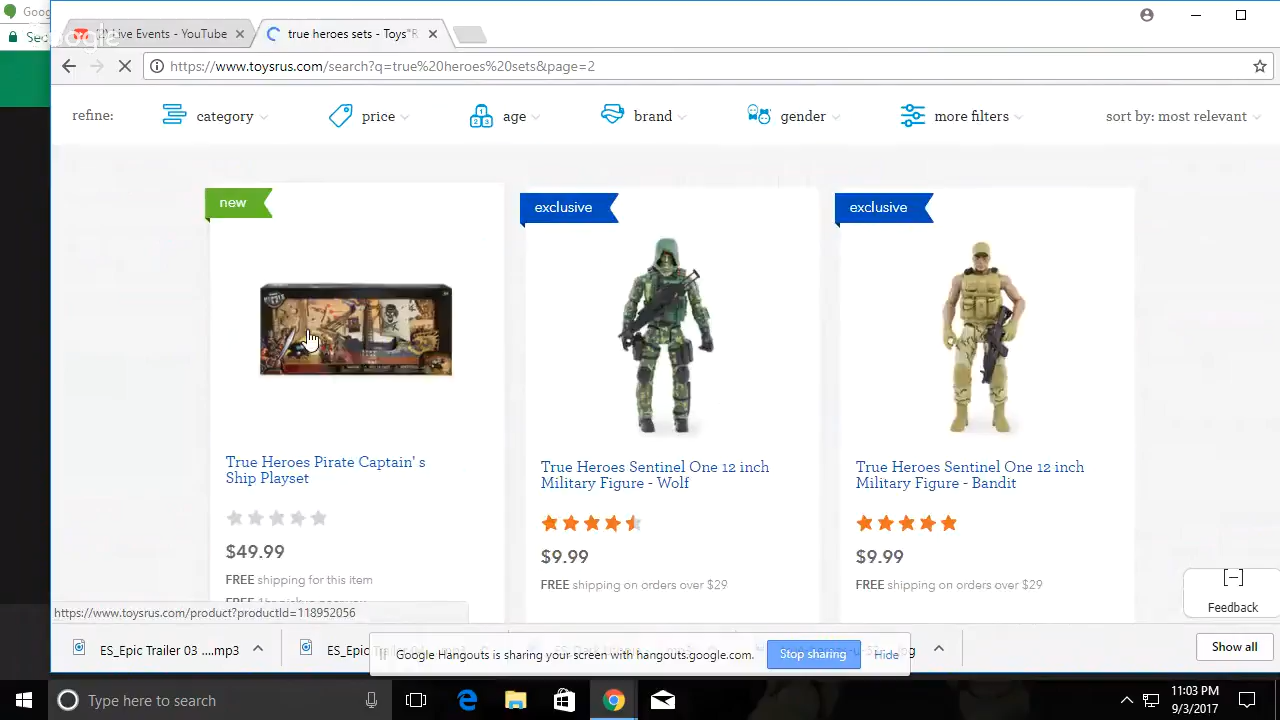 Goog
Live Events - YouTube
true heroes sets - Toys"R
Google
https://www.toysrus.com/search?q=true%20heroes%20sets&page=2
refine:
category
price
age
brand
gender
more filters
sort by: most relevant
new
exclusive
exclusive
True Heroes Pirate Captain' s
Ship Playset
True Heroes Sentinel One 12 inch
Military Figure - Wolf
True Heroes Sentinel One 12 inch
Military Figure - Bandit
$49.99
$9.99
$9.99
FREE shipping for this item
FREE shipping on orders over $29
FREE shipping on orders over $29
[-]
Feedback
https://www.toysrus.com/product?productId=118952056
ES_Epic Trailer 03 ....mp3
ES_Epi
Google Hangouts is sharing your screen with hangouts.google.com.
Stop sharing
Hide
Show all
Type here to search
11:03 PM
9/3/2017